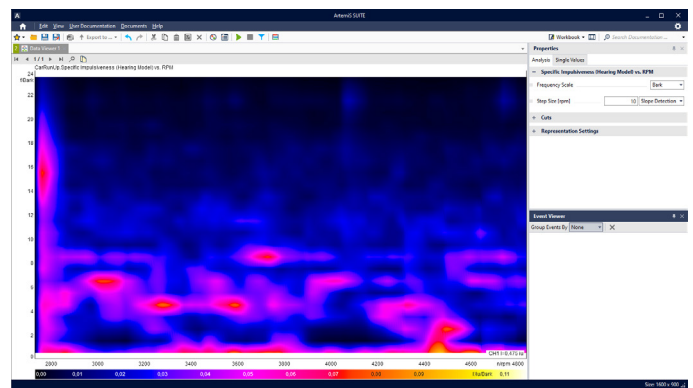 ArtemiS SUITE
Edit View User Documentation Documents Help
Export to ...
Workbook
Search Documentation ...
2 Data Viewer 1
1 / 1
CarRunUp.Specific Impulsiveness (Hearing Model) vs. RPM
24
f/Bark
22
20
18
16
14
12
10
8
6
4
2
0
CH1 I=0.475 iu
2800 3000 3200 3400 3600 3800 4000 4200 4400 4600 n/rpm 4800
0,00 0,01 0,02 0,03 0,04 0,05 0,06 0,07 0,08 0,09 0,11
Properties
Analysis Single Values
Specific Impulsiveness (Hearing Model) vs. RPM
Frequency Scale Bark
Step Size [rpm] 10 Slope Detection
Cuts
Representation Settings
Event Viewer
Group Events By None
Size: 1600 x 900